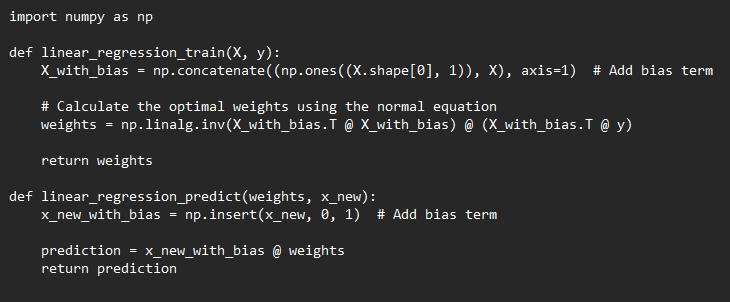 import numpy as np
def linear_regression_train(X, y):
    X_with_bias = np.concatenate((np.ones((X.shape[0], 1)), X), axis=1)  # Add bias term
    # Calculate the optimal weights using the normal equation
    weights = np.linalg.inv(X_with_bias.T @ X_with_bias) @ (X_with_bias.T @ y)
    return weights
def linear_regression_predict(weights, x_new):
    x_new_with_bias = np.insert(x_new, 0, 1)  # Add bias term
    prediction = x_new_with_bias @ weights
    return prediction